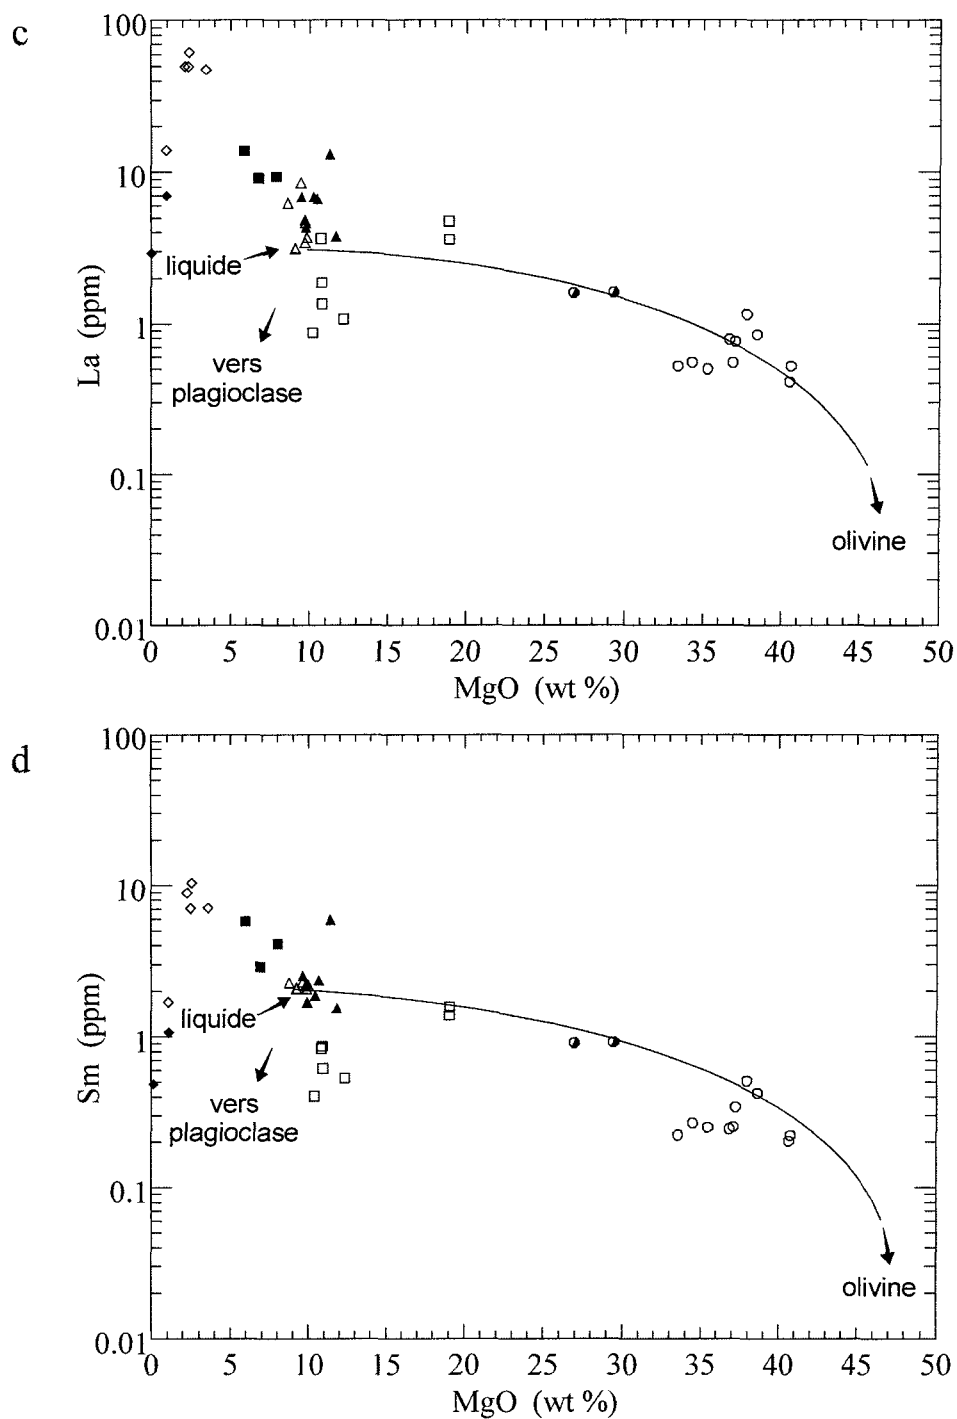 c
100
10
1
0.1
0.01
La (ppm)
liquide
vers
plagioclase
olivine
0 5 10 15 20 25 30 35 40 45 50
MgO (wt %)
d
100
10
1
0.1
0.01
Sm (ppm)
liquide
vers
plagioclase
olivine
0 5 10 15 20 25 30 35 40 45 50
MgO (wt %)